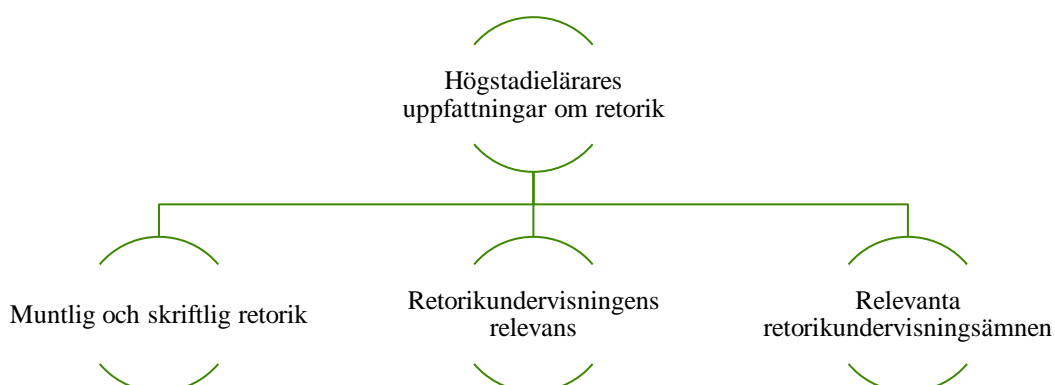 Högstadielärares
uppfattningar om retorik
Muntlig och skriftlig retorik
Retorikundervisningens
relevans
Relevanta
retorikundervisningsämnen